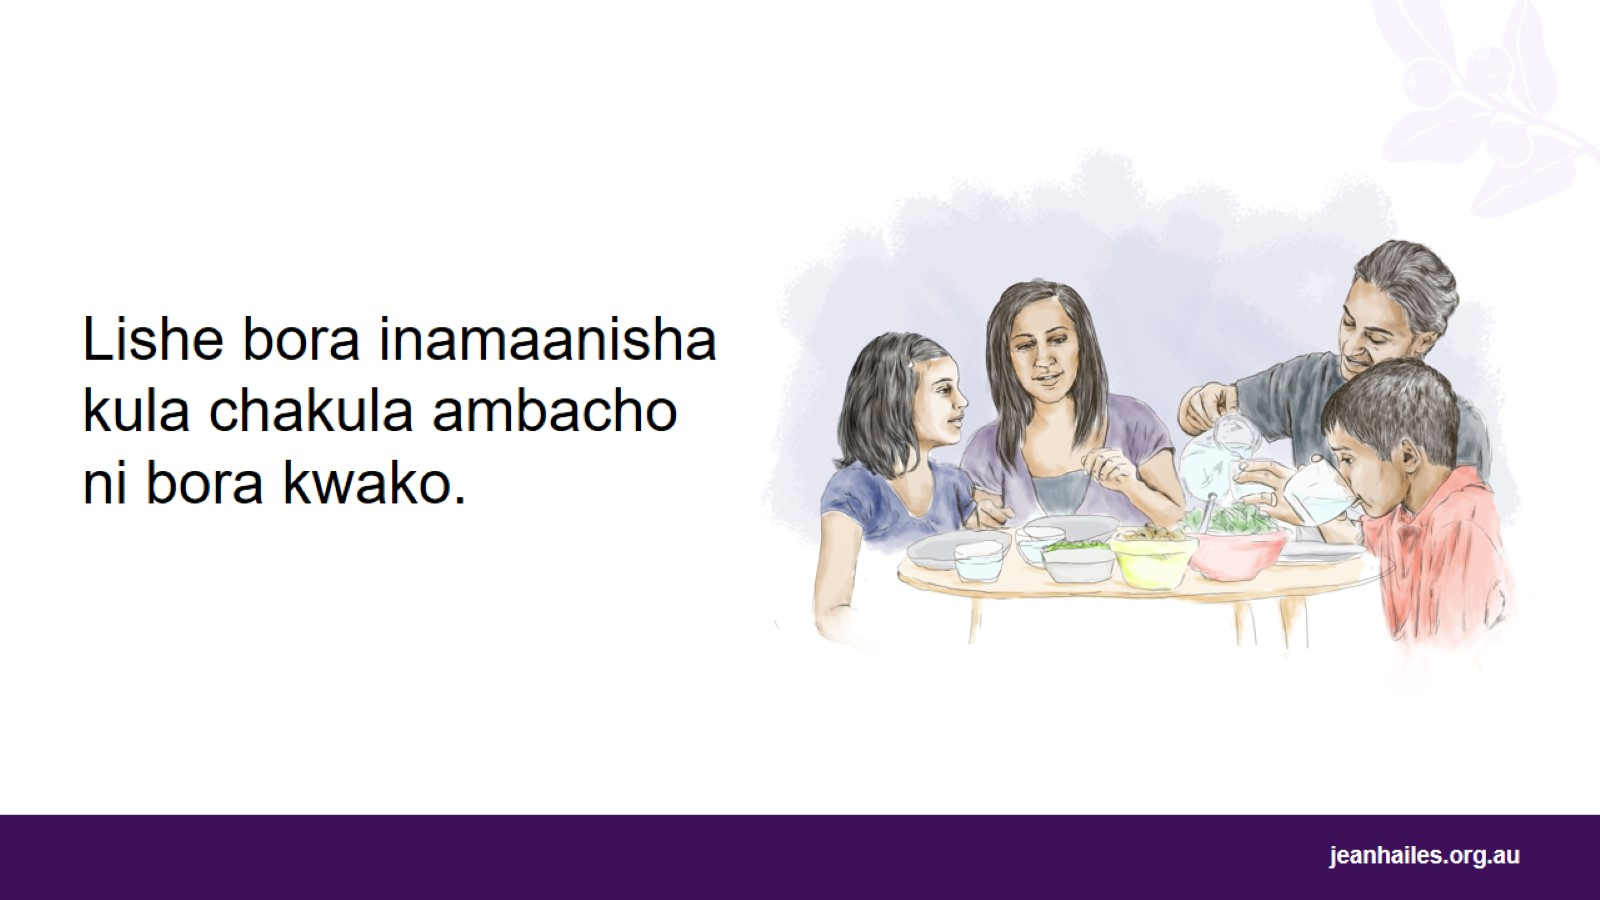 Lishe bora inamaanisha
kula chakula ambacho
ni bora kwako.
jeanhailes.org.au